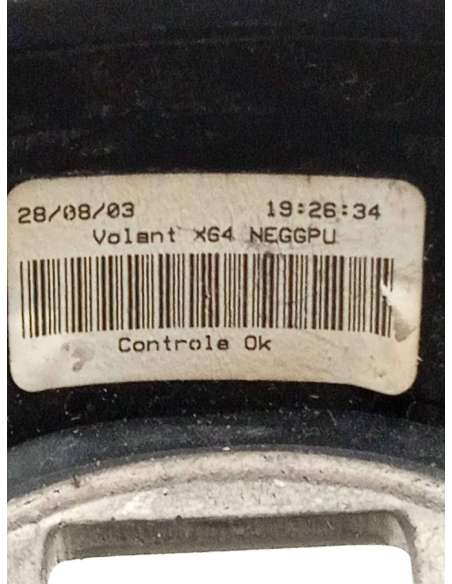 28/08/03 19:26:34
Volant X64 NEGGPU
Controle Ok